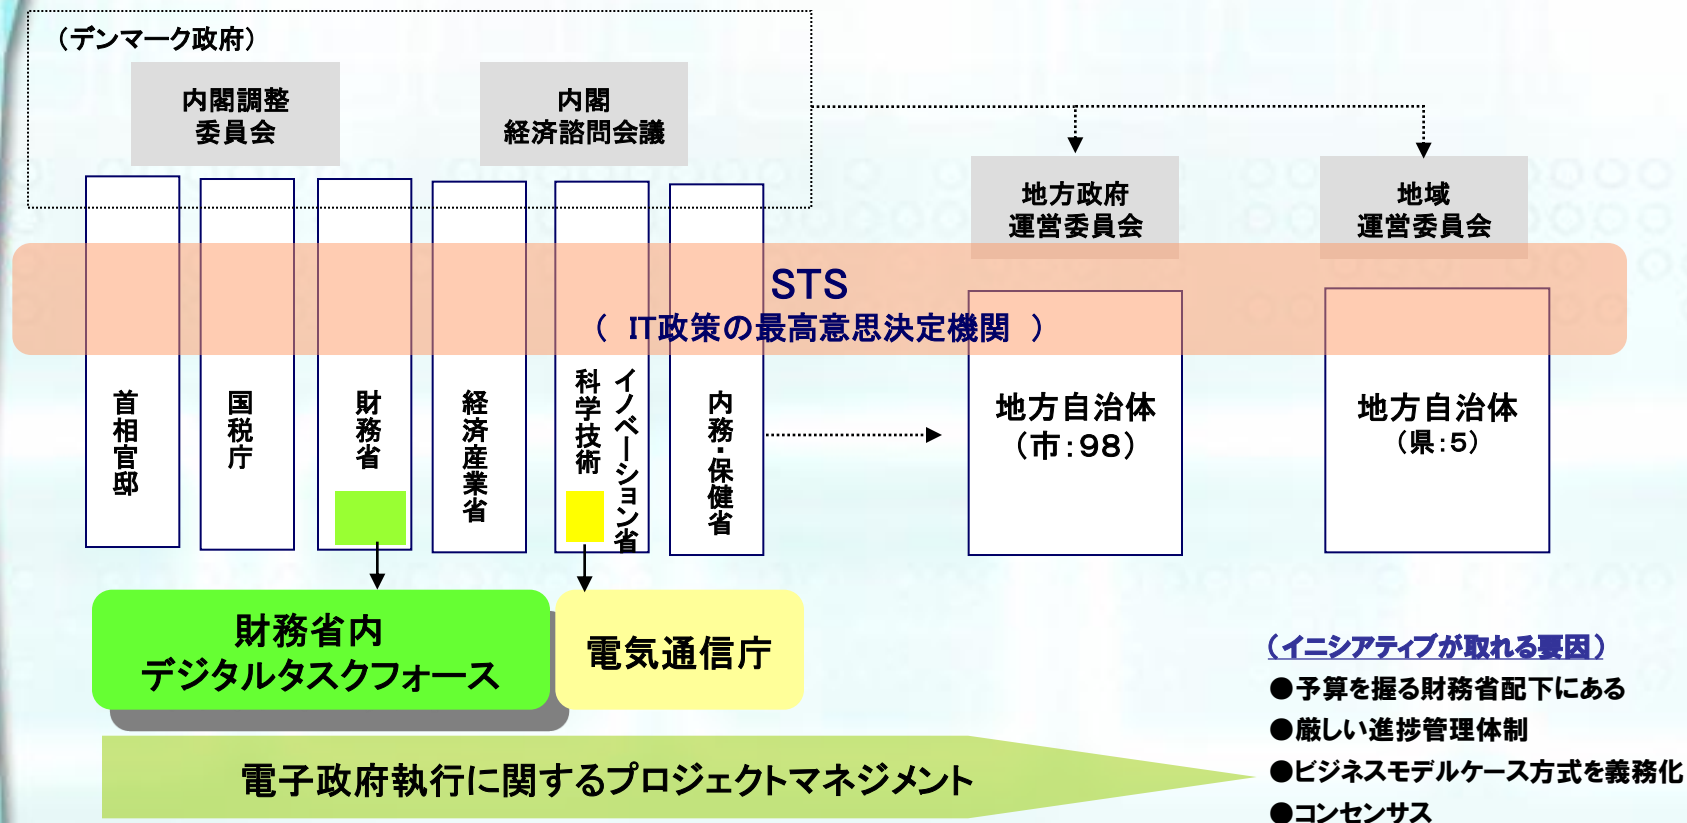 （デンマーク政府）
内閣調整
委員会
内閣
経済諮問会議
地方政府
運営委員会
地域
運営委員会
STS
（ IT政策の最高意思決定機関 ）
首相官邸
国税庁
財務省
経済産業省
科学技術
イノベーション省
内務・保健省
地方自治体
（市：98）
地方自治体
（県：5）
財務省内
デジタルタスクフォース
電気通信庁
電子政府執行に関するプロジェクトマネジメント
（イニシアティブが取れる要因）
●予算を握る財務省配下にある
●厳しい進捗管理体制
●ビジネスモデルケース方式を義務化
●コンセンサス